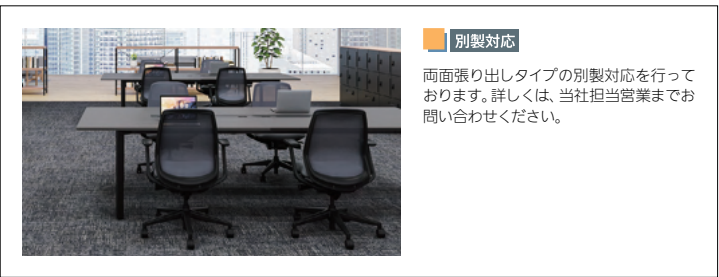 別製対応
両面張り出しタイプの別製対応を行って
おります。詳しくは、当社担当営業までお
問い合わせください。